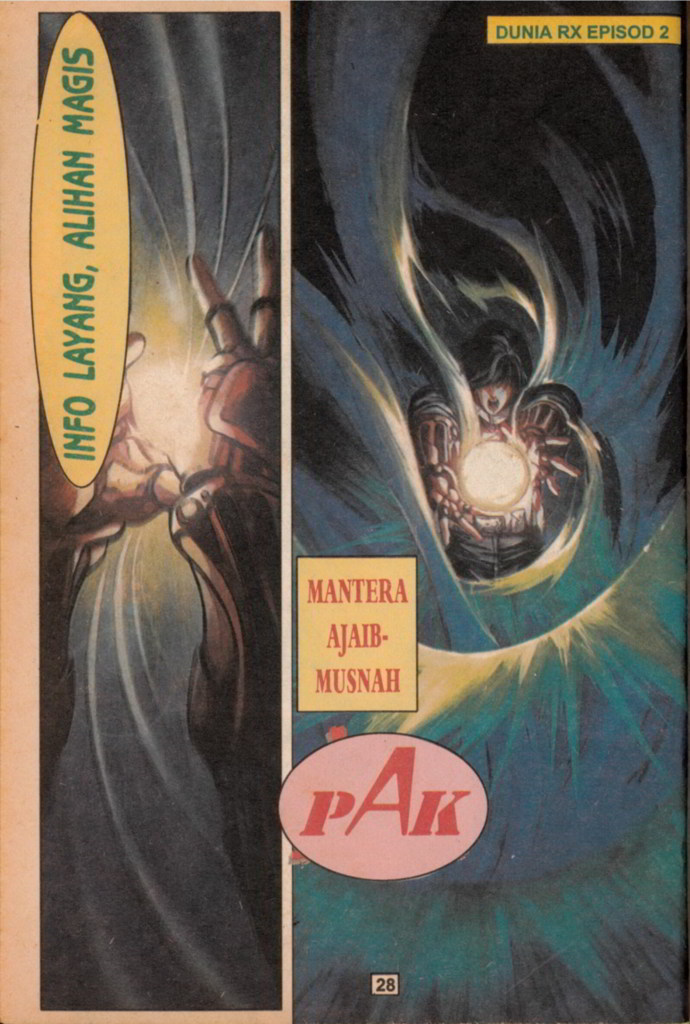 DUNIA RX EPISOD 2
INFO LAYANG, ALIHAN MAGIS
MANTERA
AJAIB-
MUSNAH
PAK
28